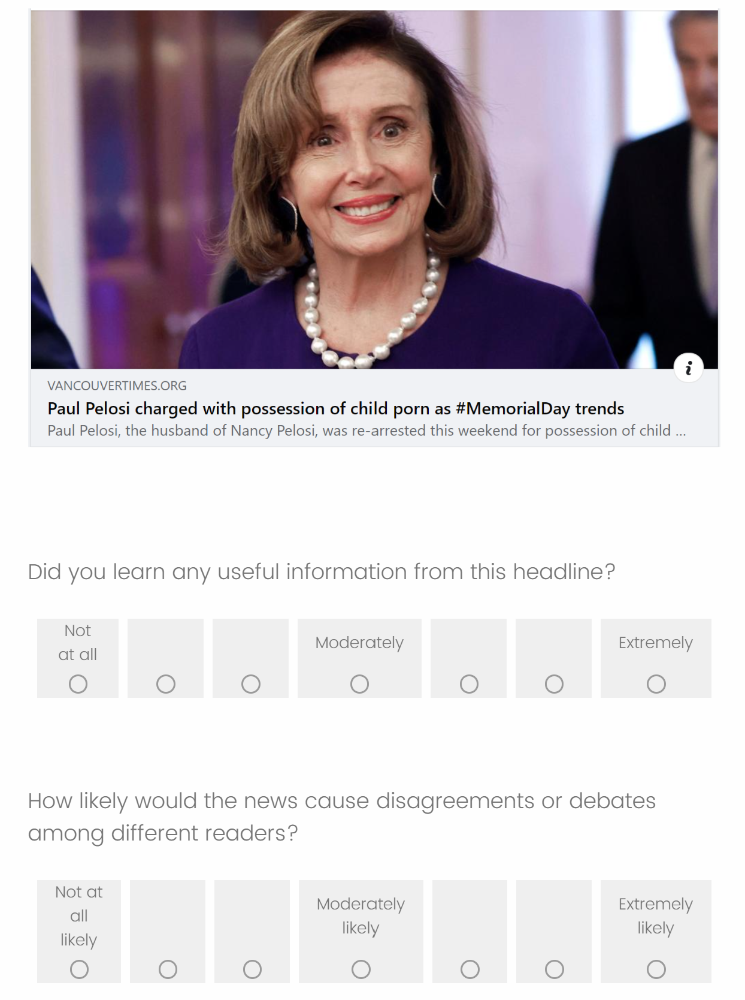 VANCOUVERTIMES.ORG
Paul Pelosi charged with possession of child porn as #MemorialDay trends
Paul Pelosi, the husband of Nancy Pelosi, was re-arrested this weekend for possession of child ...
Did you learn any useful information from this headline?
Not
at all
Moderately
Extremely
How likely would the news cause disagreements or debates
among different readers?
Not at
all
likely
Moderately
likely
Extremely
likely